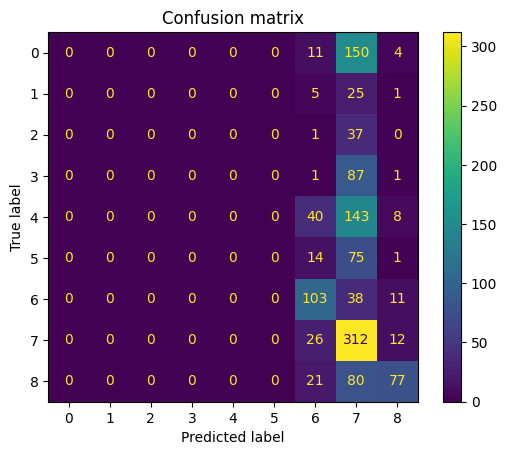 Confusion matrix
0 0 0 0 0 0 0 11 150 4
1 0 0 0 0 0 0 5 25 1
2 0 0 0 0 0 0 1 37 0
3 0 0 0 0 0 0 1 87 1
4 0 0 0 0 0 0 40 143 8
5 0 0 0 0 0 0 14 75 1
6 0 0 0 0 0 0 103 38 11
7 0 0 0 0 0 0 26 312 12
8 0 0 0 0 0 0 21 80 77
0 1 2 3 4 5 6 7 8
Predicted label
True label
300
250
200
150
100
50
0